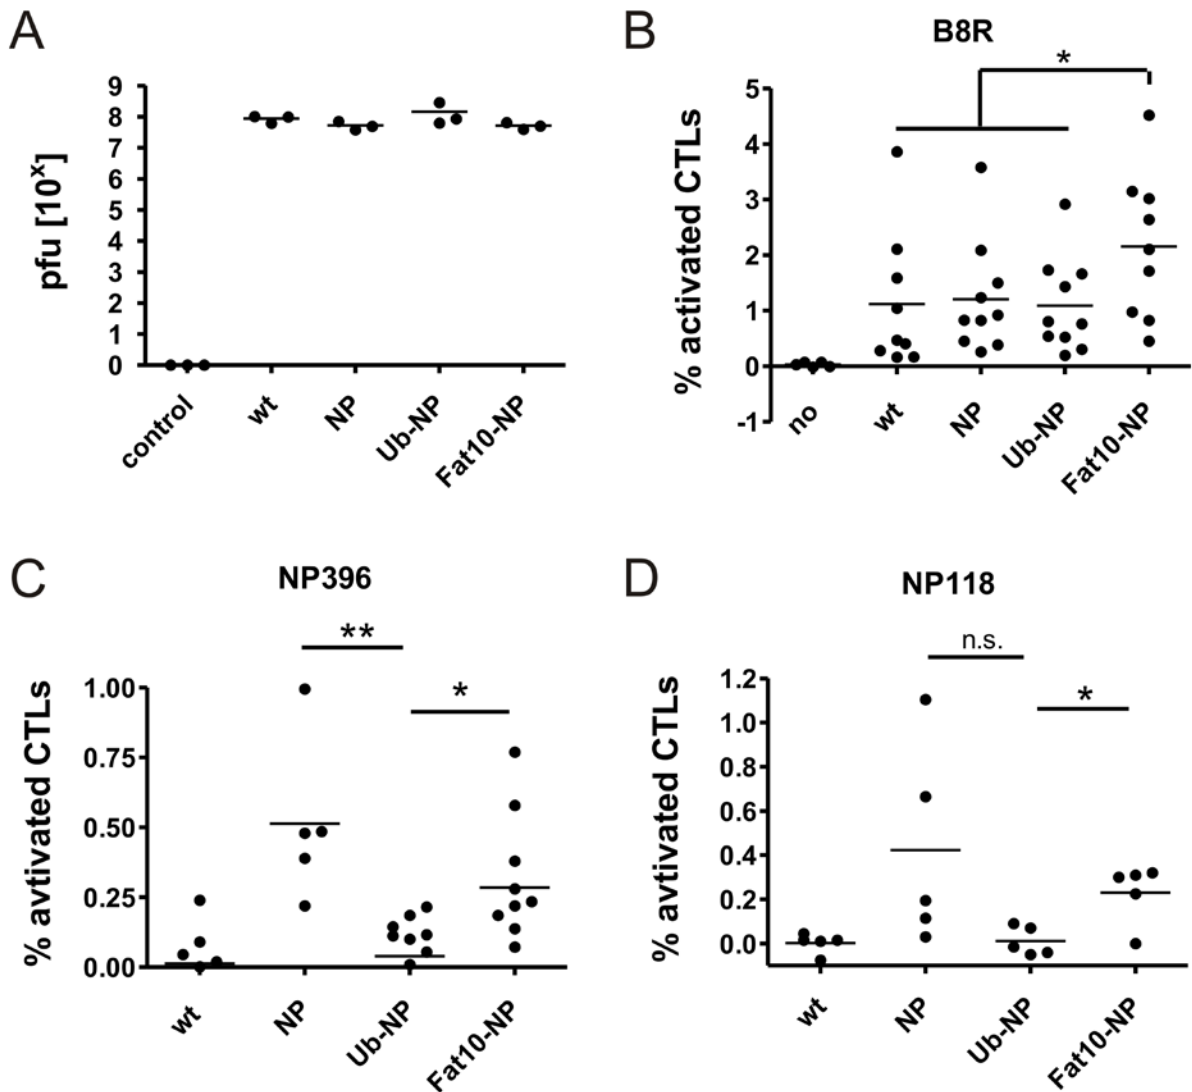 A
pfu [10^x]
9
8
7
6
5
4
3
2
1
0
control
wt
NP
Ub-NP
Fat10-NP
B
B8R
*
% activated CTLs
5
4
3
2
1
0
-1
no
wt
NP
Ub-NP
Fat10-NP
C
NP396
**
*
% avtivated CTLs
1.00
0.75
0.50
0.25
0.00
wt
NP
Ub-NP
Fat10-NP
D
NP118
n.s.
*
% avtivated CTLs
1.2
1.0
0.8
0.6
0.4
0.2
0.0
wt
NP
Ub-NP
Fat10-NP